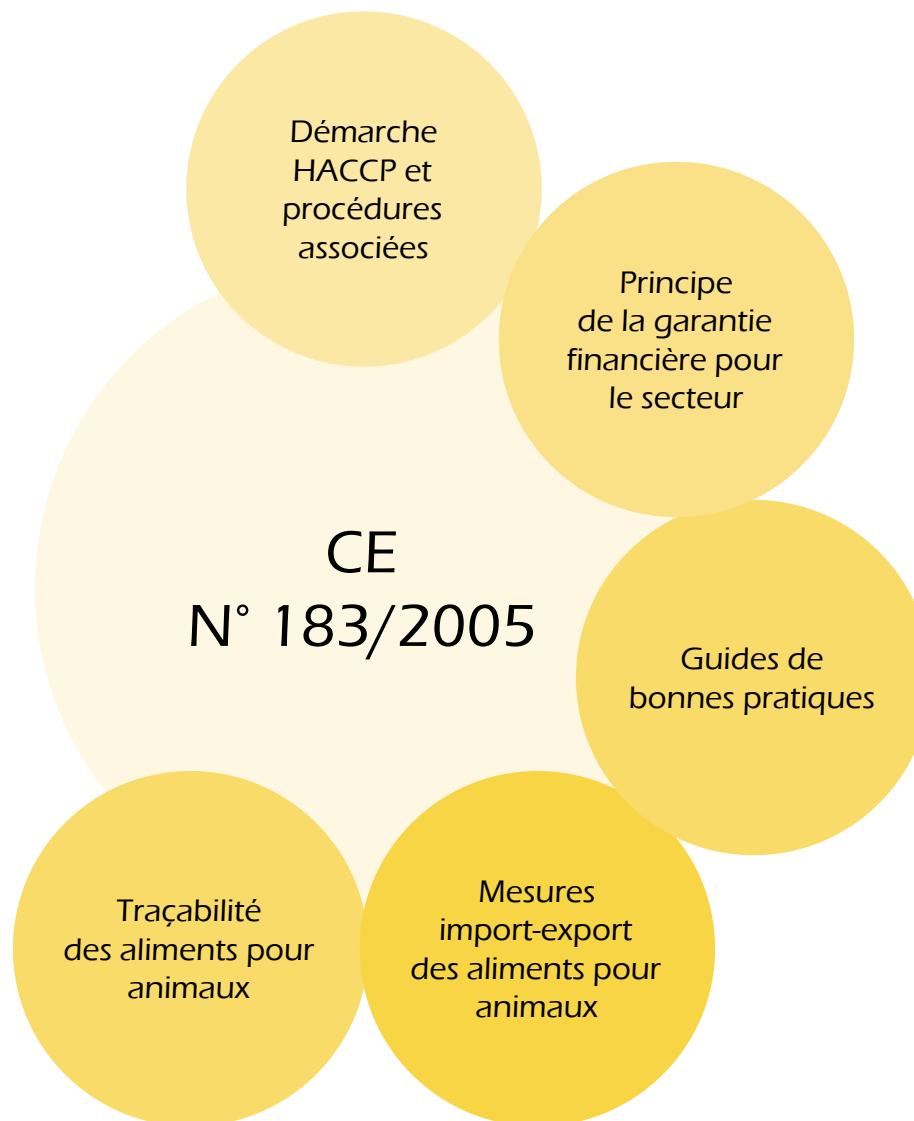 Démarche
HACCP et
procédures
associées
Principe
de la garantie
financière pour
le secteur
CE
N° 183/2005
Guides de
bonnes pratiques
Mesures
import-export
des aliments pour
animaux
Traçabilité
des aliments pour
animaux